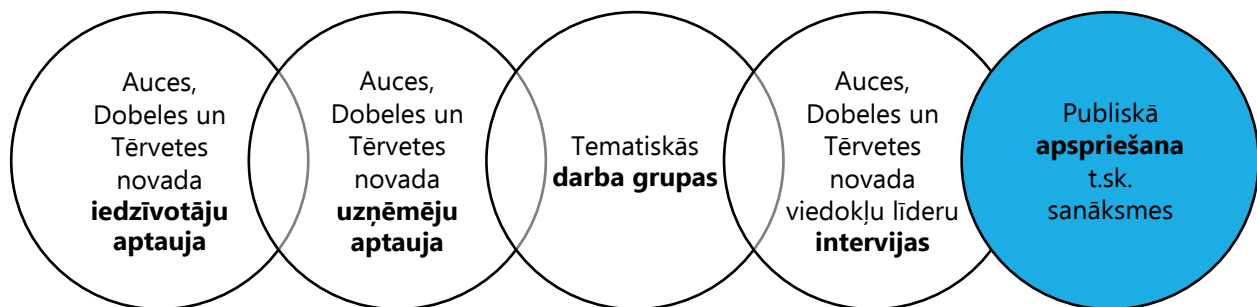 Auces,
Dobeles un
Tērvetes
novada
iedzīvotāju
aptauja
Auces,
Dobeles un
Tērvetes
novada
uzņēmēju
aptauja
Tematiskās
darba grupas
Auces,
Dobeles un
Tērvetes
novada
viedokļu līderu
intervijas
Publiskā
apspriešana
t.sk.
sanāksmes